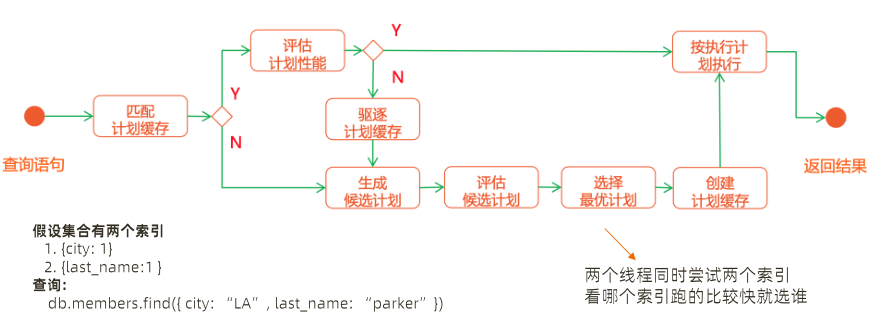 查询语句
匹配
计划缓存
Y
N
评估
计划性能
Y
N
驱逐
计划缓存
生成
候选计划
评估
候选计划
选择
最优计划
创建
计划缓存
按执行计
划执行
返回结果
假设集合有两个索引
1. {city: 1}
2. {last_name:1 }
查询:
db.members.find({ city: “LA”, last_name: “parker” })
两个线程同时尝试两个索引
看哪个索引跑的比较快就选谁